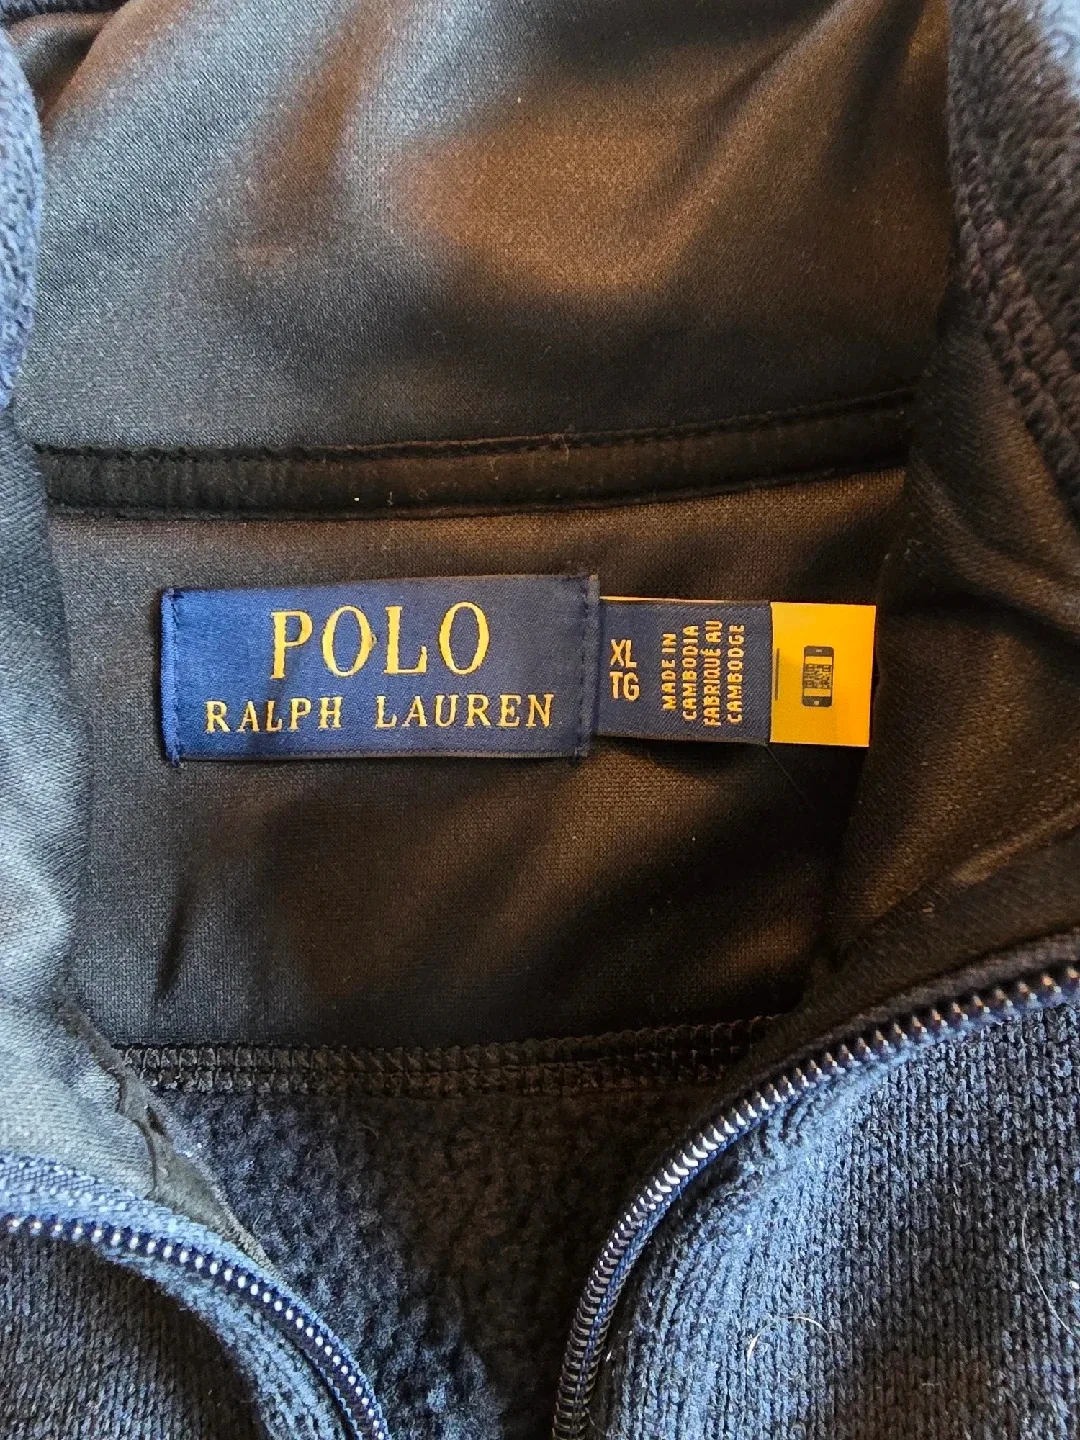 POLO
RALPH LAUREN
XL
TG
MADE IN
CAMBODIA
FABRIQUÉ AU
CAMBODGE